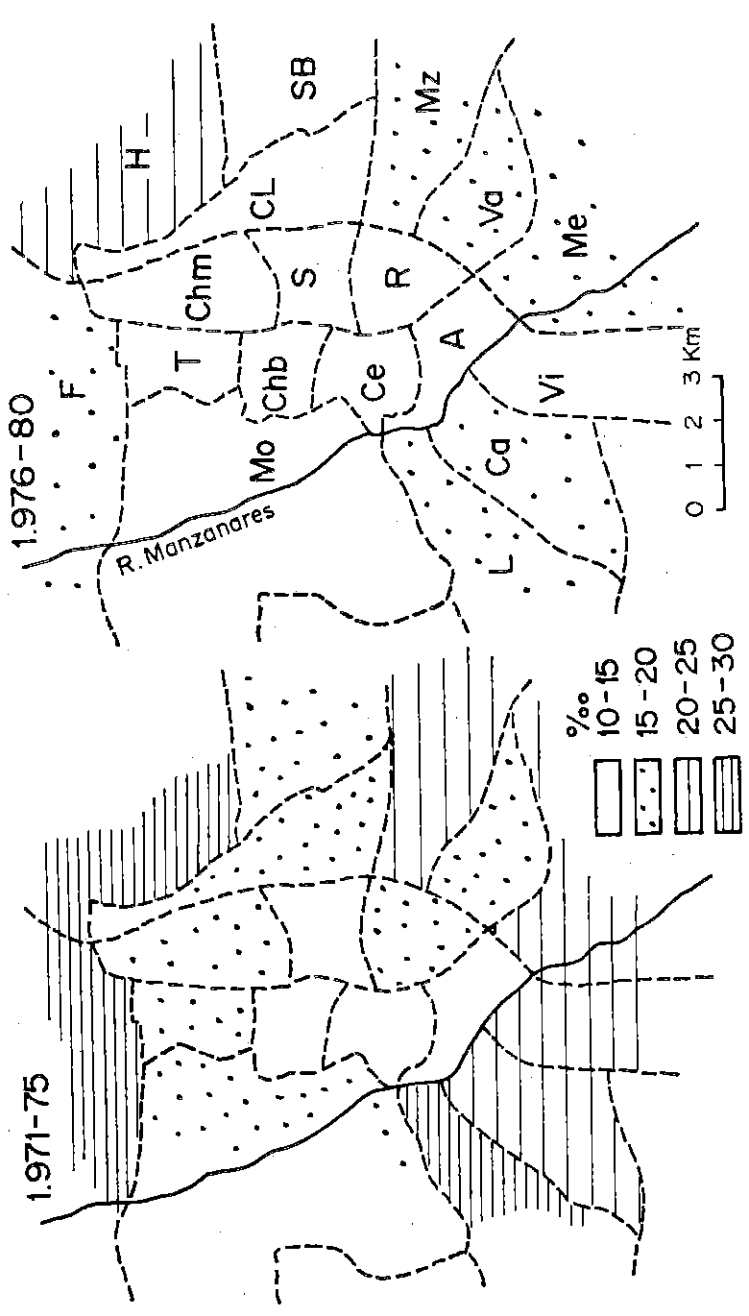 1.971-75
1.976-80
H
SB
F
Chm
CL
T
S
Mz
Chb
R
Va
Mo
Ce
A
Me
R. Manzanares
Ca
Vi
L
0 1 2 3 Km
‰
10-15
15-20
20-25
25-30